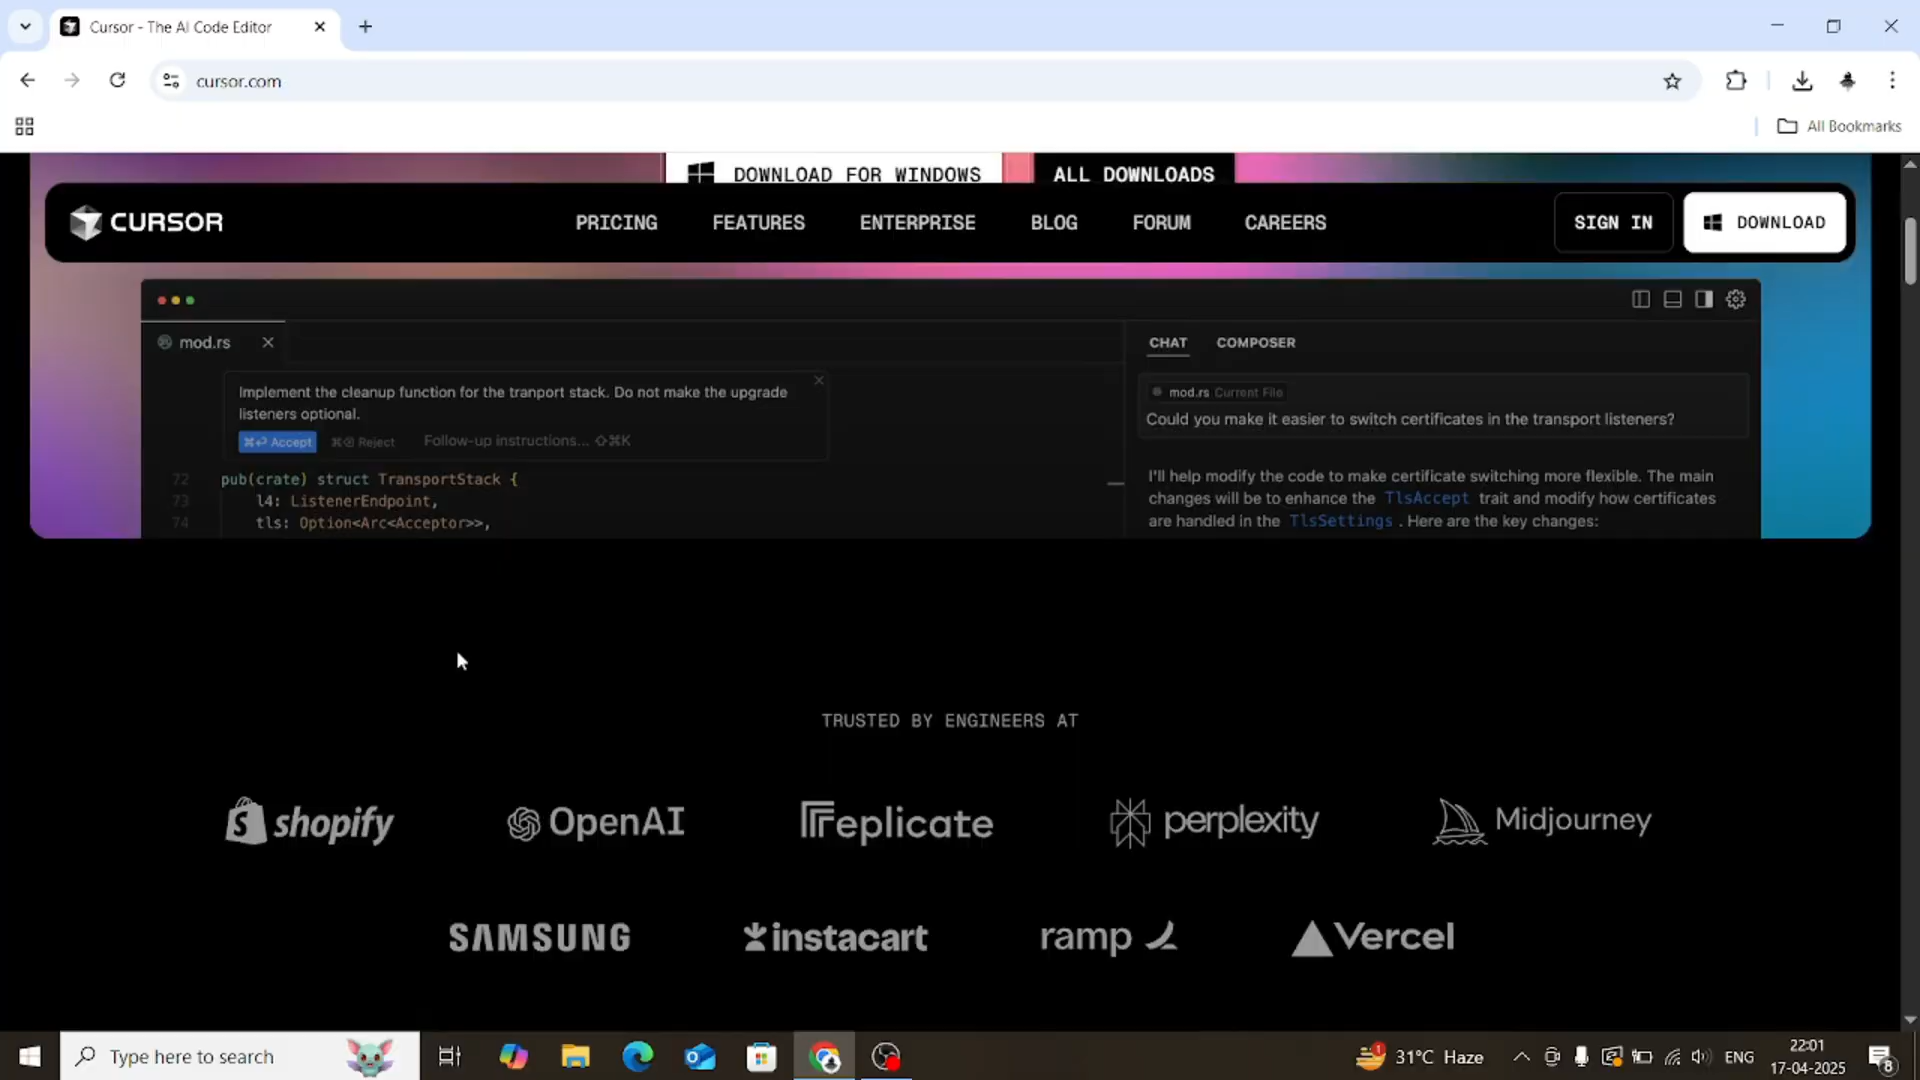 Cursor - The AI Code Editor
cursor.com
All Bookmarks
DOWNLOAD FOR WINDOWS
ALL DOWNLOADS
CURSOR
PRICING
FEATURES
ENTERPRISE
BLOG
FORUM
CAREERS
SIGN IN
DOWNLOAD
mod.rs
Implement the cleanup function for the tranport stack. Do not make the upgrade
listeners optional.
⌘⏎ Accept
⌘⌫ Reject
Follow-up instructions... ⇧⌘K
72 pub(crate) struct TransportStack {
73 l4: ListenerEndpoint,
74 tls: Option<Arc<Acceptor>>,
CHAT
COMPOSER
mod.rs Current File
Could you make it easier to switch certificates in the transport listeners?
I'll help modify the code to make certificate switching more flexible. The main
changes will be to enhance the TlsAccept trait and modify how certificates
are handled in the TlsSettings . Here are the key changes:
TRUSTED BY ENGINEERS AT
shopify
OpenAI
Replicate
perplexity
Midjourney
SAMSUNG
instacart
ramp
Vercel
Type here to search
1
31°C Haze
ENG
22:01
17-04-2025
8